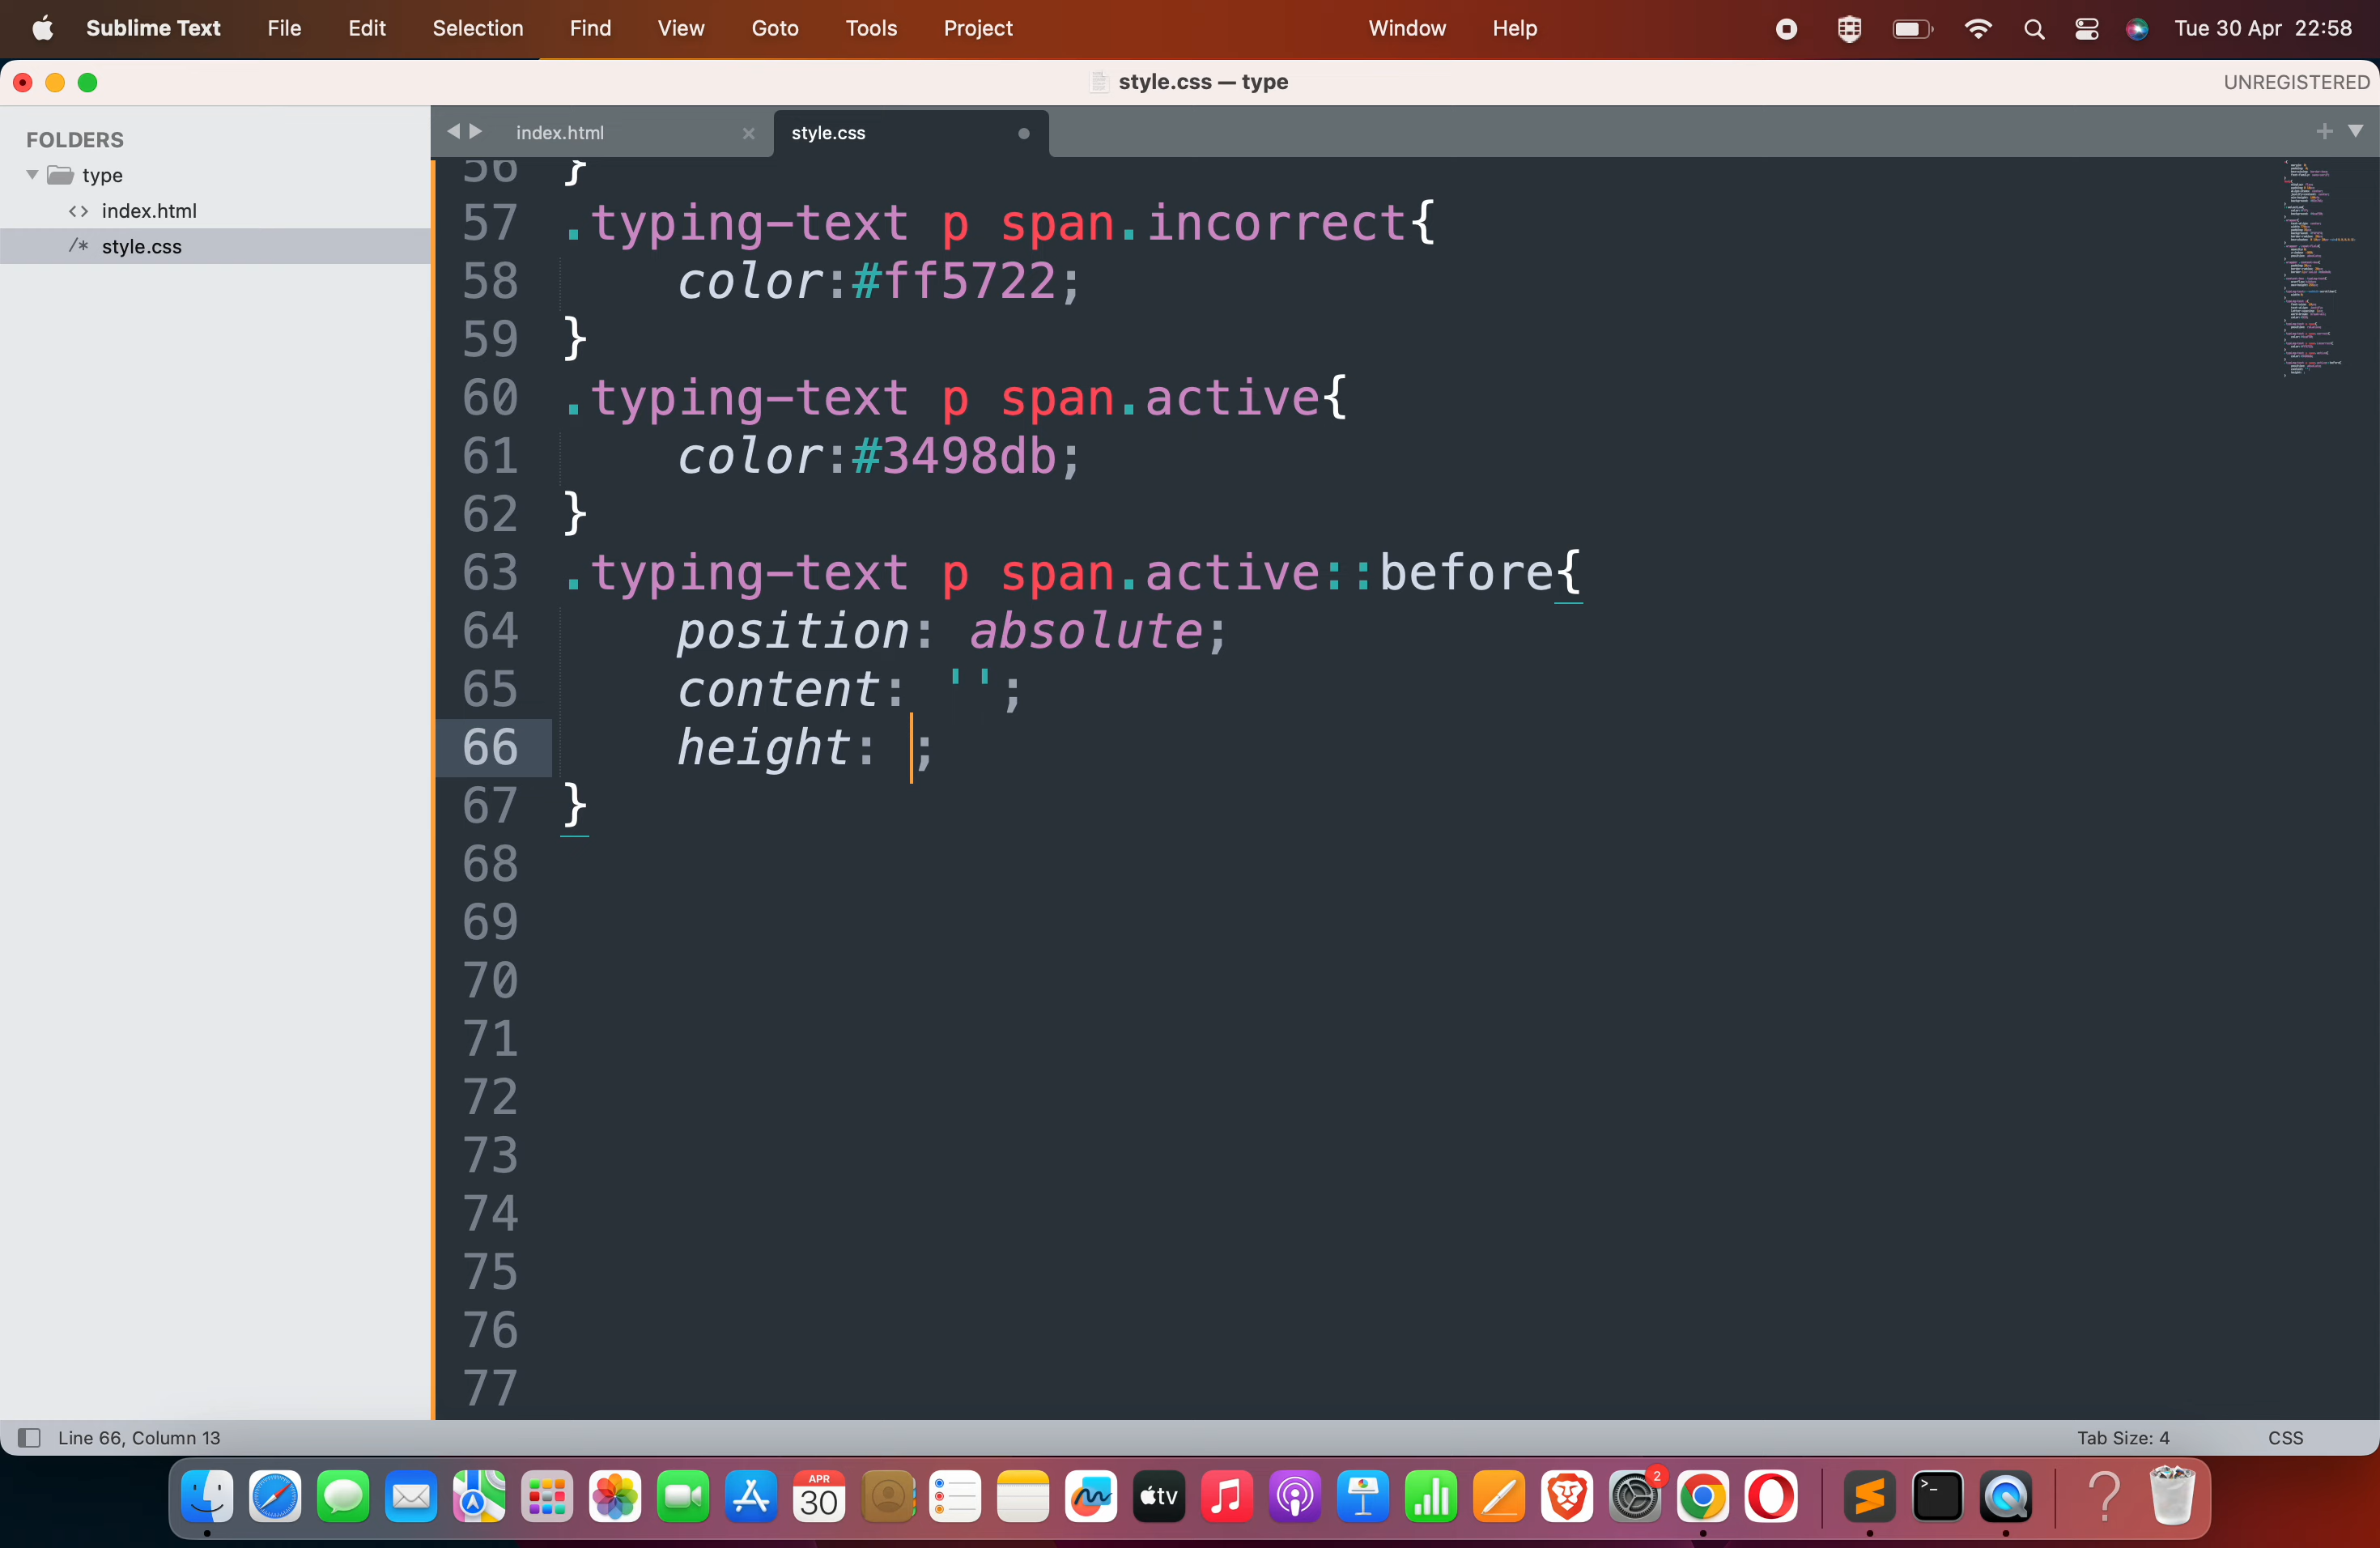 Sublime Text File Edit Selection Find View Goto Tools Project Window Help Tue 30 Apr 22:58
style.css — type UNREGISTERED
FOLDERS
type
<> index.html
/* style.css
index.html × style.css
56 }
57 .typing-text p span.incorrect{
58 color:#ff5722;
59 }
60 .typing-text p span.active{
61 color:#3498db;
62 }
63 .typing-text p span.active::before{
64 position: absolute;
65 content: '';
66 height: ;
67 }
68
69
70
71
72
73
74
75
76
77
Line 66, Column 13 Tab Size: 4 CSS
APR
30
tv
2
>_
?